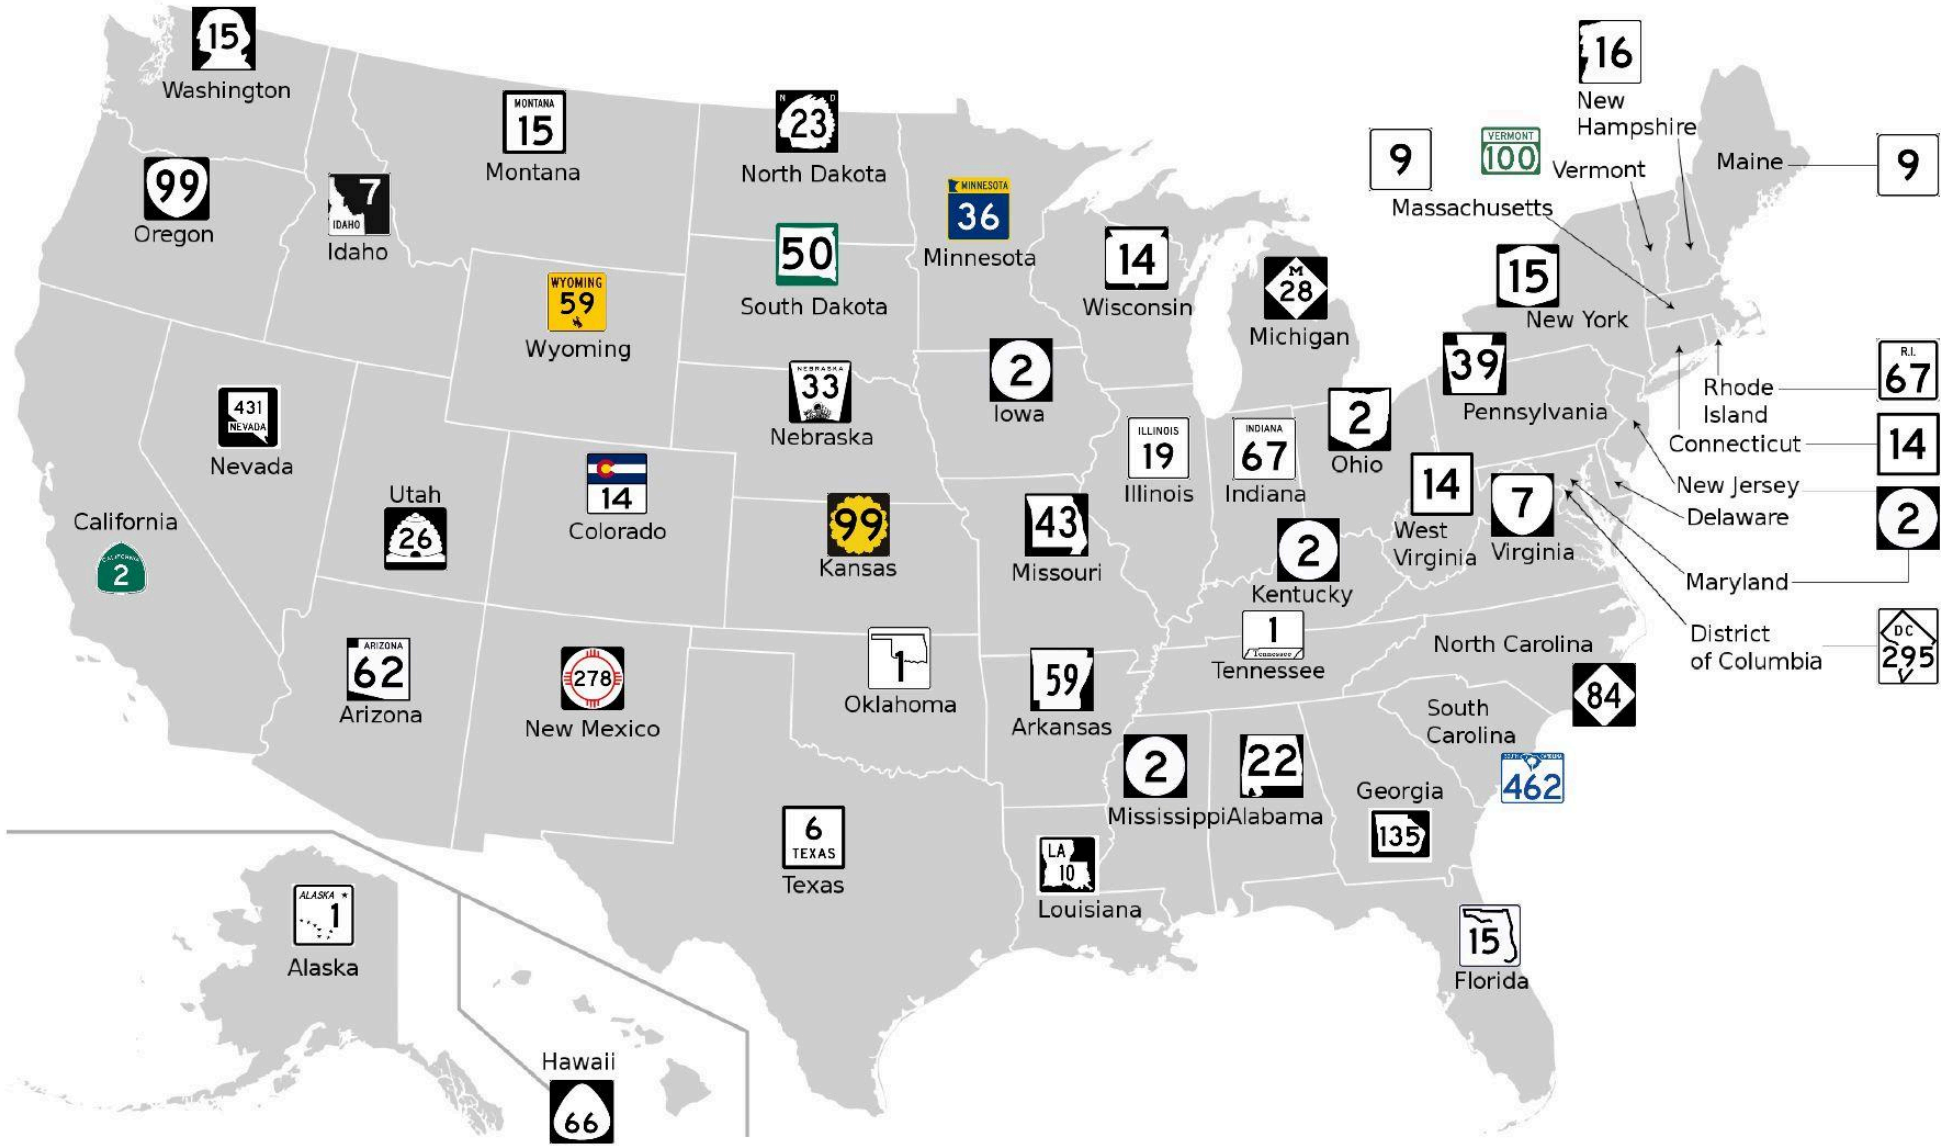 15
Washington
MONTANA
15
Montana
N D
23
North Dakota
MINNESOTA
36
Minnesota
16
New
Hampshire
9
Massachusetts
VERMONT
100
Vermont
Maine
9
99
Oregon
7
IDAHO
Idaho
WYOMING
59
Wyoming
50
South Dakota
14
Wisconsin
M
28
Michigan
15
New York
39
Pennsylvania
R.I.
67
Rhode
Island
14
Connecticut
New Jersey
2
Delaware
Maryland
DC
295
District
of Columbia
431
NEVADA
Nevada
NEBRASKA
33
Nebraska
2
Iowa
ILLINOIS
19
Illinois
INDIANA
67
Indiana
2
Ohio
14
West
Virginia
7
Virginia
California
CALIFORNIA
2
Utah
26
14
Colorado
99
Kansas
43
Missouri
2
Kentucky
1
Tennessee
Tennessee
North Carolina
84
ARIZONA
62
Arizona
278
New Mexico
1
Oklahoma
59
Arkansas
2
Mississippi
22
Alabama
South
Carolina
SOUTH CAROLINA
462
Georgia
135
6
TEXAS
Texas
LA
10
Louisiana
15
Florida
ALASKA
1
Alaska
Hawaii
66